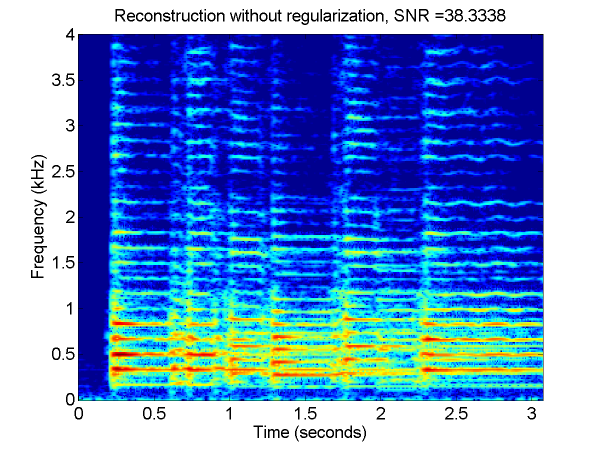 Reconstruction without regularization, SNR =38.3338
4
3.5
3
2.5
2
1.5
1
0.5
0
Frequency (kHz)
0 0.5 1 1.5 2 2.5 3
Time (seconds)